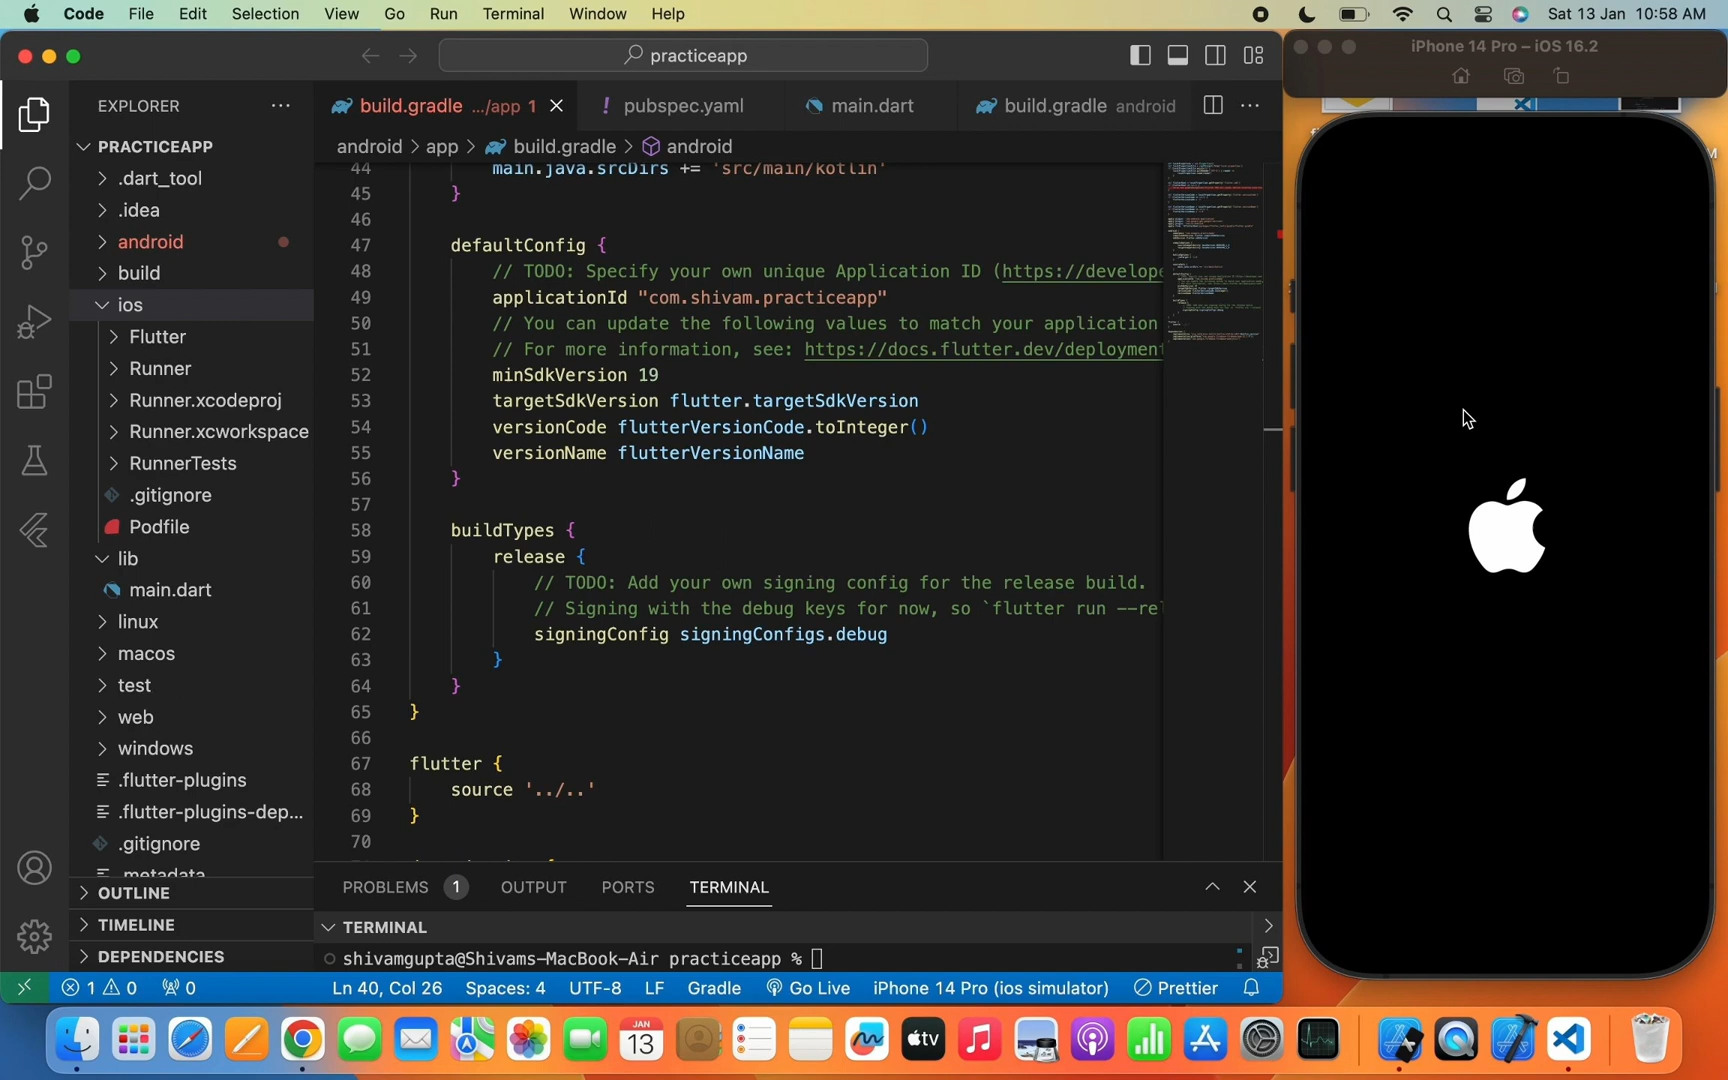 Code File Edit Selection View Go Run Terminal Window Help
Sat 13 Jan 10:58 AM
practiceapp
iPhone 14 Pro – iOS 16.2
EXPLORER
PRACTICEAPP
.dart_tool
.idea
android
build
ios
Flutter
Runner
Runner.xcodeproj
Runner.xcworkspace
RunnerTests
.gitignore
Podfile
lib
main.dart
linux
macos
test
web
windows
.flutter-plugins
.flutter-plugins-dep...
.gitignore
.metadata
OUTLINE
TIMELINE
DEPENDENCIES
build.gradle .../app 1
pubspec.yaml
main.dart
build.gradle android
android > app > build.gradle > android
44 main.java.srcDirs += 'src/main/kotlin'
45 }
46
47 defaultConfig {
48 // TODO: Specify your own unique Application ID (https://develope
49 applicationId "com.shivam.practiceapp"
50 // You can update the following values to match your application
51 // For more information, see: https://docs.flutter.dev/deployment
52 minSdkVersion 19
53 targetSdkVersion flutter.targetSdkVersion
54 versionCode flutterVersionCode.toInteger()
55 versionName flutterVersionName
56 }
57
58 buildTypes {
59 release {
60 // TODO: Add your own signing config for the release build.
61 // Signing with the debug keys for now, so `flutter run --rel
62 signingConfig signingConfigs.debug
63 }
64 }
65 }
66
67 flutter {
68 source '../..'
69 }
70
PROBLEMS 1 OUTPUT PORTS TERMINAL
TERMINAL
shivamgupta@Shivams-MacBook-Air practiceapp %
1 0 0 Ln 40, Col 26 Spaces: 4 UTF-8 LF Gradle Go Live iPhone 14 Pro (ios simulator) Prettier
JAN
13
tv